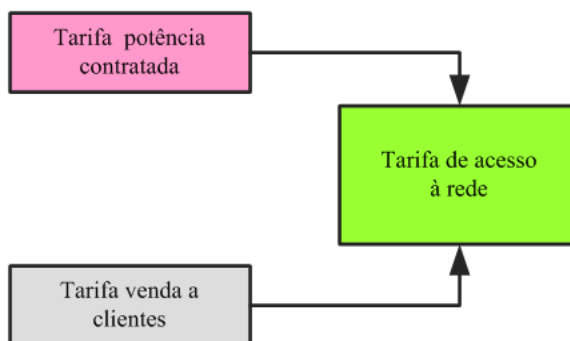 Tarifa potência
contratada
Tarifa de acesso
à rede
Tarifa venda a
clientes